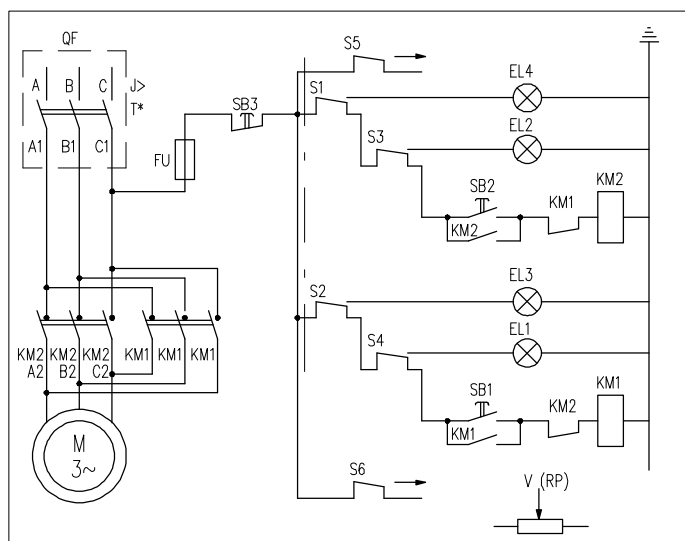 QF
A B C J>
T*
A1 B1 C1
FU
SB3
S5
S1
EL4
S3
EL2
SB2
KM2
KM1
KM2
S2
EL3
S4
EL1
SB1
KM1
KM2
KM1
KM2 KM2 KM2 KM1 KM1 KM1
A2 B2 C2
M
3~
S6
V (RP)